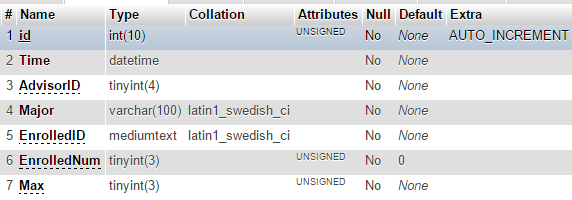 # Name Type Collation Attributes Null Default Extra
1 id int(10) UNSIGNED No None AUTO_INCREMENT
2 Time datetime No None
3 AdvisorID tinyint(4) No None
4 Major varchar(100) latin1_swedish_ci No None
5 EnrolledID mediumtext latin1_swedish_ci No None
6 EnrolledNum tinyint(3) UNSIGNED No 0
7 Max tinyint(3) UNSIGNED No None